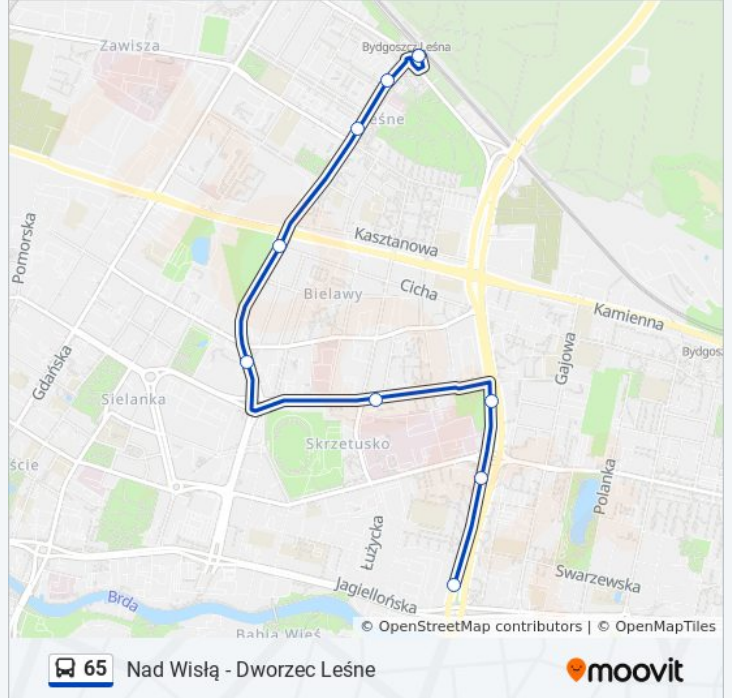 Zawisza
Bydgoszcz Leśna
Leśne
Pomorska
Kasztanowa
Cicha
Bielawy
Kamienna
Bydgosz
Gdańska
Gajowa
Sielanka
Skrzetusko
ście
Polanka
Łużycka
Swarzewska
Jagiellońska
Brda
Babia Wieś
© OpenStreetMap contributors | © OpenMapTiles
65 Nad Wisłą - Dworzec Leśne
moovit